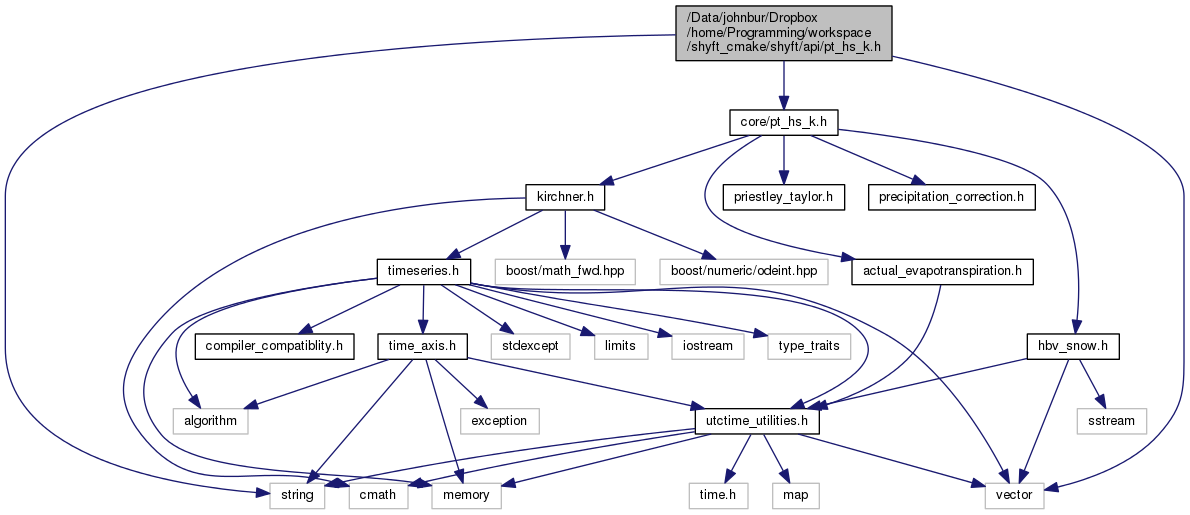 /Data/johnbur/Dropbox
/home/Programming/workspace
/shyft_cmake/shyft/api/pt_hs_k.h
core/pt_hs_k.h
kirchner.h
priestley_taylor.h
precipitation_correction.h
timeseries.h
boost/math_fwd.hpp
boost/numeric/odeint.hpp
actual_evapotranspiration.h
compiler_compatiblity.h
time_axis.h
stdexcept
limits
iostream
type_traits
hbv_snow.h
algorithm
exception
utctime_utilities.h
sstream
string
cmath
memory
time.h
map
vector